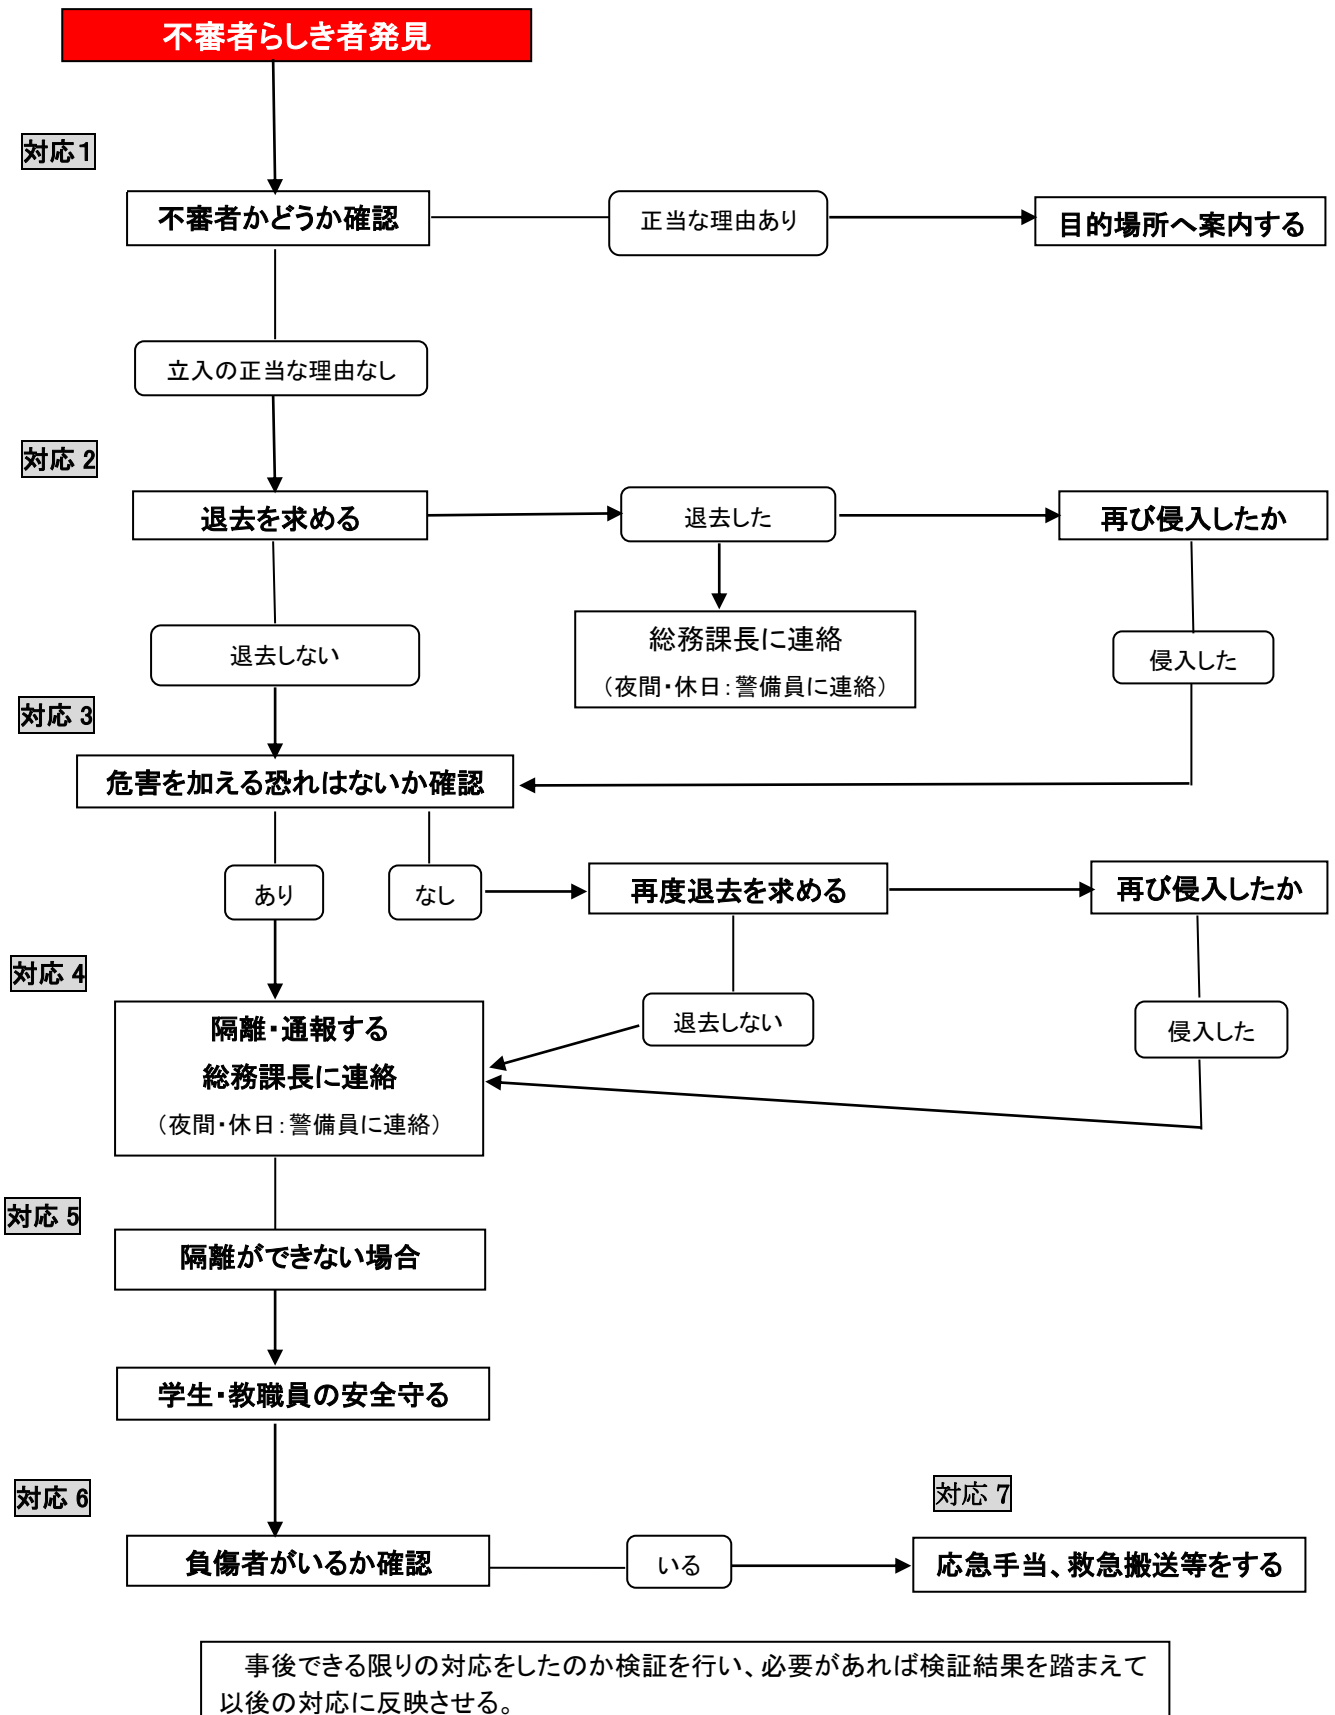 不審者らしき者発見
対応１
不審者かどうか確認
正当な理由あり
目的場所へ案内する
立入の正当な理由なし
対応 2
退去を求める
退去した
再び侵入したか
退去しない
総務課長に連絡
（夜間・休日：警備員に連絡）
侵入した
対応 3
危害を加える恐れはないか確認
あり
なし
再度退去を求める
再び侵入したか
対応 4
隔離・通報する
総務課長に連絡
（夜間・休日：警備員に連絡）
退去しない
侵入した
対応 5
隔離ができない場合
学生・教職員の安全守る
対応 6
対応 7
負傷者がいるか確認
いる
応急手当、救急搬送等をする
事後できる限りの対応をしたのか検証を行い、必要があれば検証結果を踏まえて
以後の対応に反映させる。